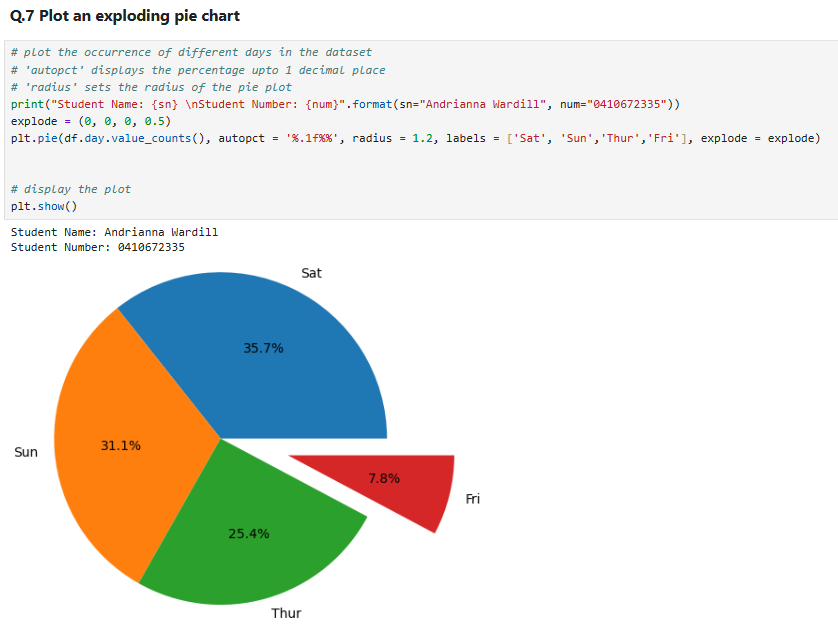 Q.7 Plot an exploding pie chart
# plot the occurrence of different days in the dataset
# 'autopct' displays the percentage upto 1 decimal place
# 'radius' sets the radius of the pie plot
print("Student Name: {sn} \nStudent Number: {num}".format(sn="Andrianna Wardill", num="0410672335"))
explode = (0, 0, 0, 0.5)
plt.pie(df.day.value_counts(), autopct = '%.1f%%', radius = 1.2, labels = ['Sat', 'Sun','Thur','Fri'], explode = explode)
# display the plot
plt.show()
Student Name: Andrianna Wardill
Student Number: 0410672335
Sat
35.7%
31.1%
Sun
7.8%
Fri
25.4%
Thur